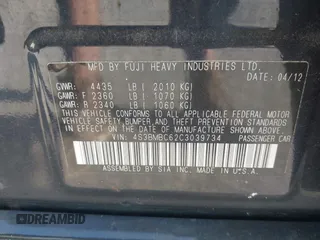 MFD BY FUJI HEAVY INDUSTRIES LTD.
DATE: 04/12
GVWR: 4435 LB ( 2010 KG)
GAWR: F 2360 LB ( 1070 KG)
GAWR: R 2340 LB ( 1060 KG)
THIS VEHICLE CONFORMS TO ALL APPLICABLE FEDERAL MOTOR
VEHICLE SAFETY, BUMPER, AND THEFT PREVENTION STANDARDS
IN EFFECT ON THE DATE OF MANUFACTURE SHOWN ABOVE.
VIN: 4S3BMBC62C3039734 PASSENGER CAR
ASSEMBLED BY SIA MADE IN U.S.A.